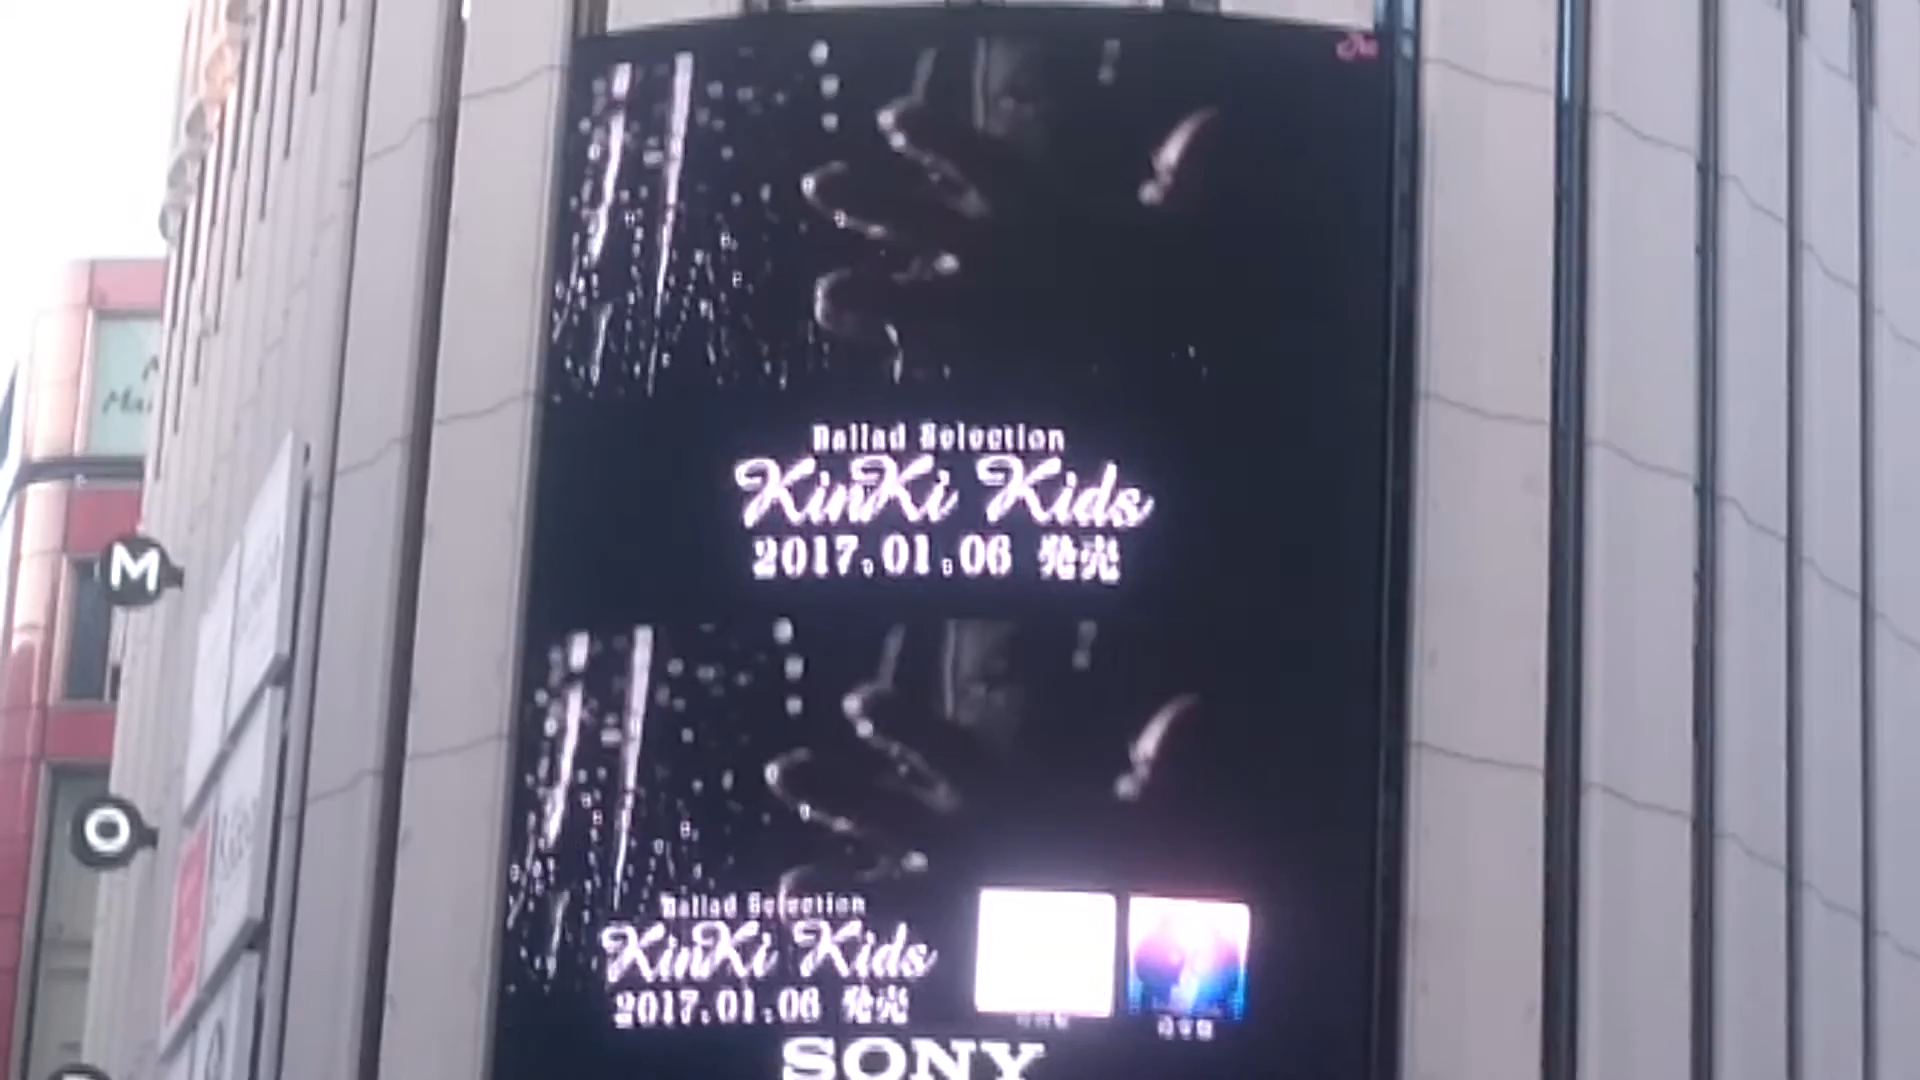 Ballad Selection
KinKi Kids
2017.01.06 発売
M
O
Ballad Selection
KinKi Kids
2017.01.06 発売
SONY